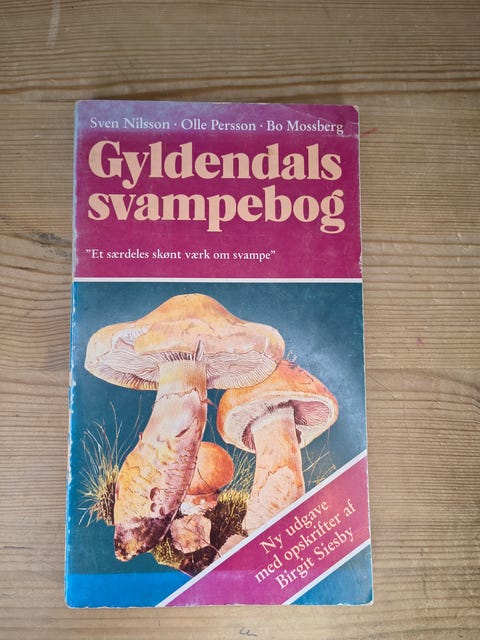 Sven Nilsson · Olle Persson · Bo Mossberg
Gyldendals
svampebog
"Et særdeles skønt værk om svampe"
Ny udgave
med opskrifter af
Birgit Siesby